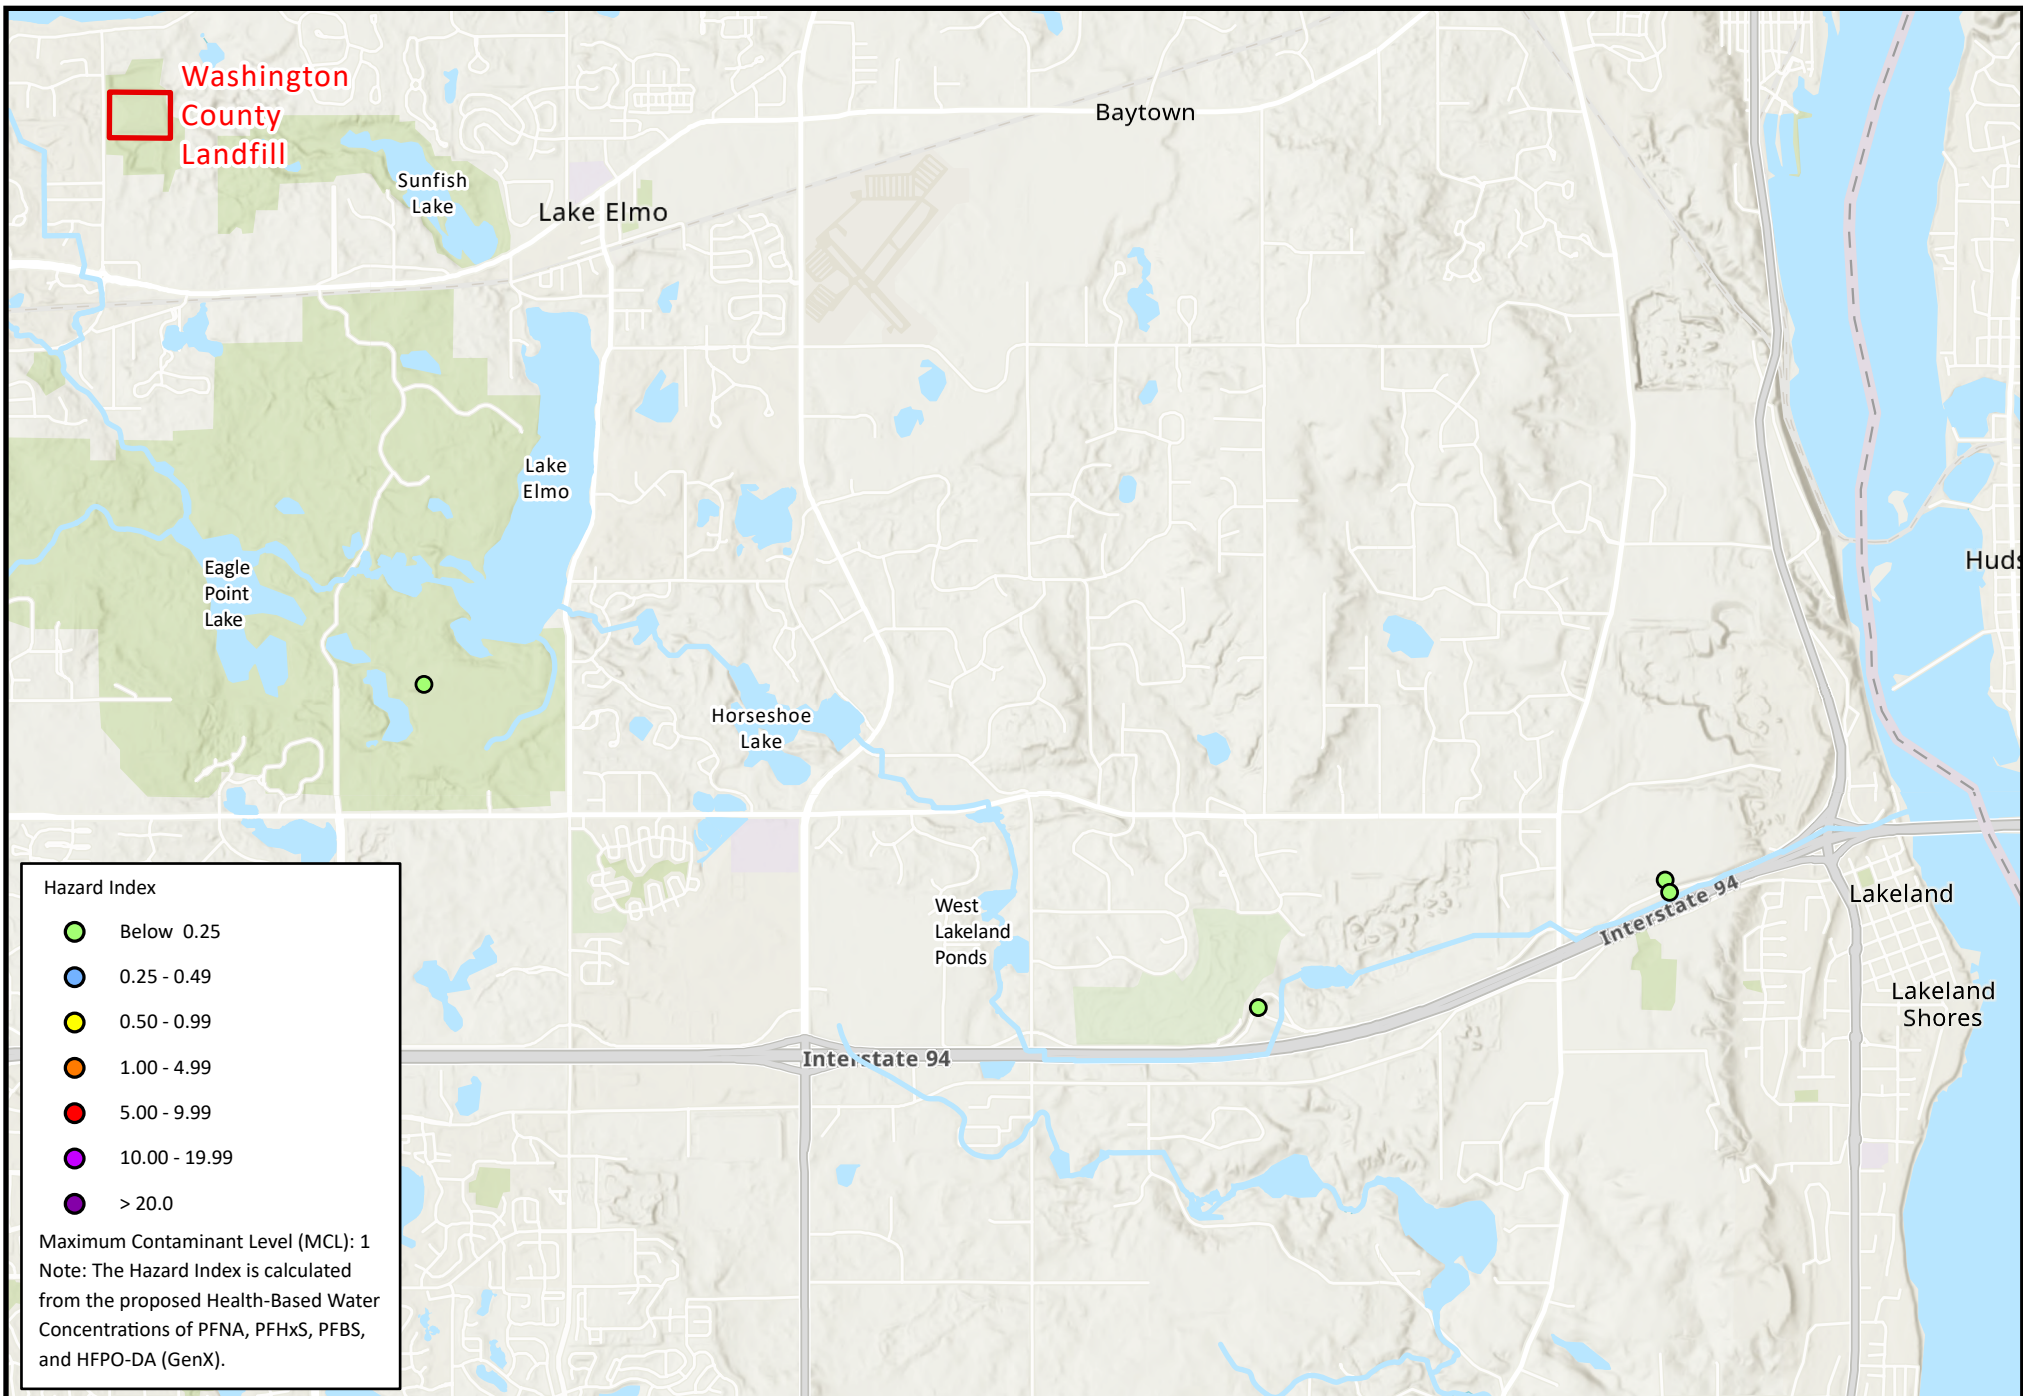 Washington
County
Landfill
Baytown
Sunfish
Lake
Lake Elmo
Lake
Elmo
Eagle
Point
Lake
Huds
Horseshoe
Lake
West
Lakeland
Ponds
Interstate 94
Lakeland
Lakeland
Shores
Interstate 94
Hazard Index
Below 0.25
0.25 - 0.49
0.50 - 0.99
1.00 - 4.99
5.00 - 9.99
10.00 - 19.99
> 20.0
Maximum Contaminant Level (MCL): 1
Note: The Hazard Index is calculated
from the proposed Health-Based Water
Concentrations of PFNA, PFHxS, PFBS,
and HFPO-DA (GenX).